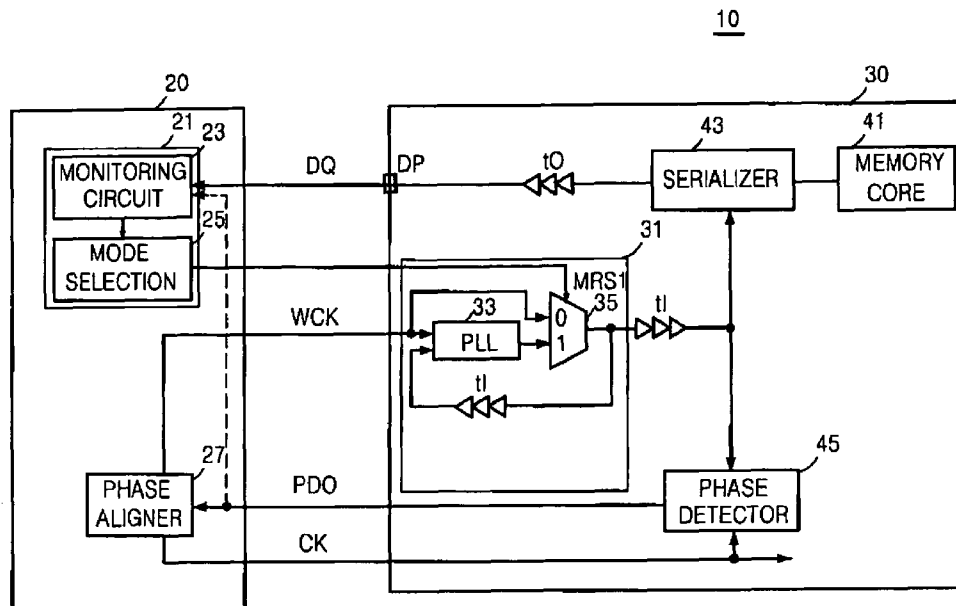 10
20
30
21
23
MONITORING
CIRCUIT
25
MODE
SELECTION
DQ
DP
tO
43
SERIALIZER
41
MEMORY
CORE
31
MRS1
35
WCK
33
PLL
0
1
tI
tI
27
PHASE
ALIGNER
PDO
CK
45
PHASE
DETECTOR